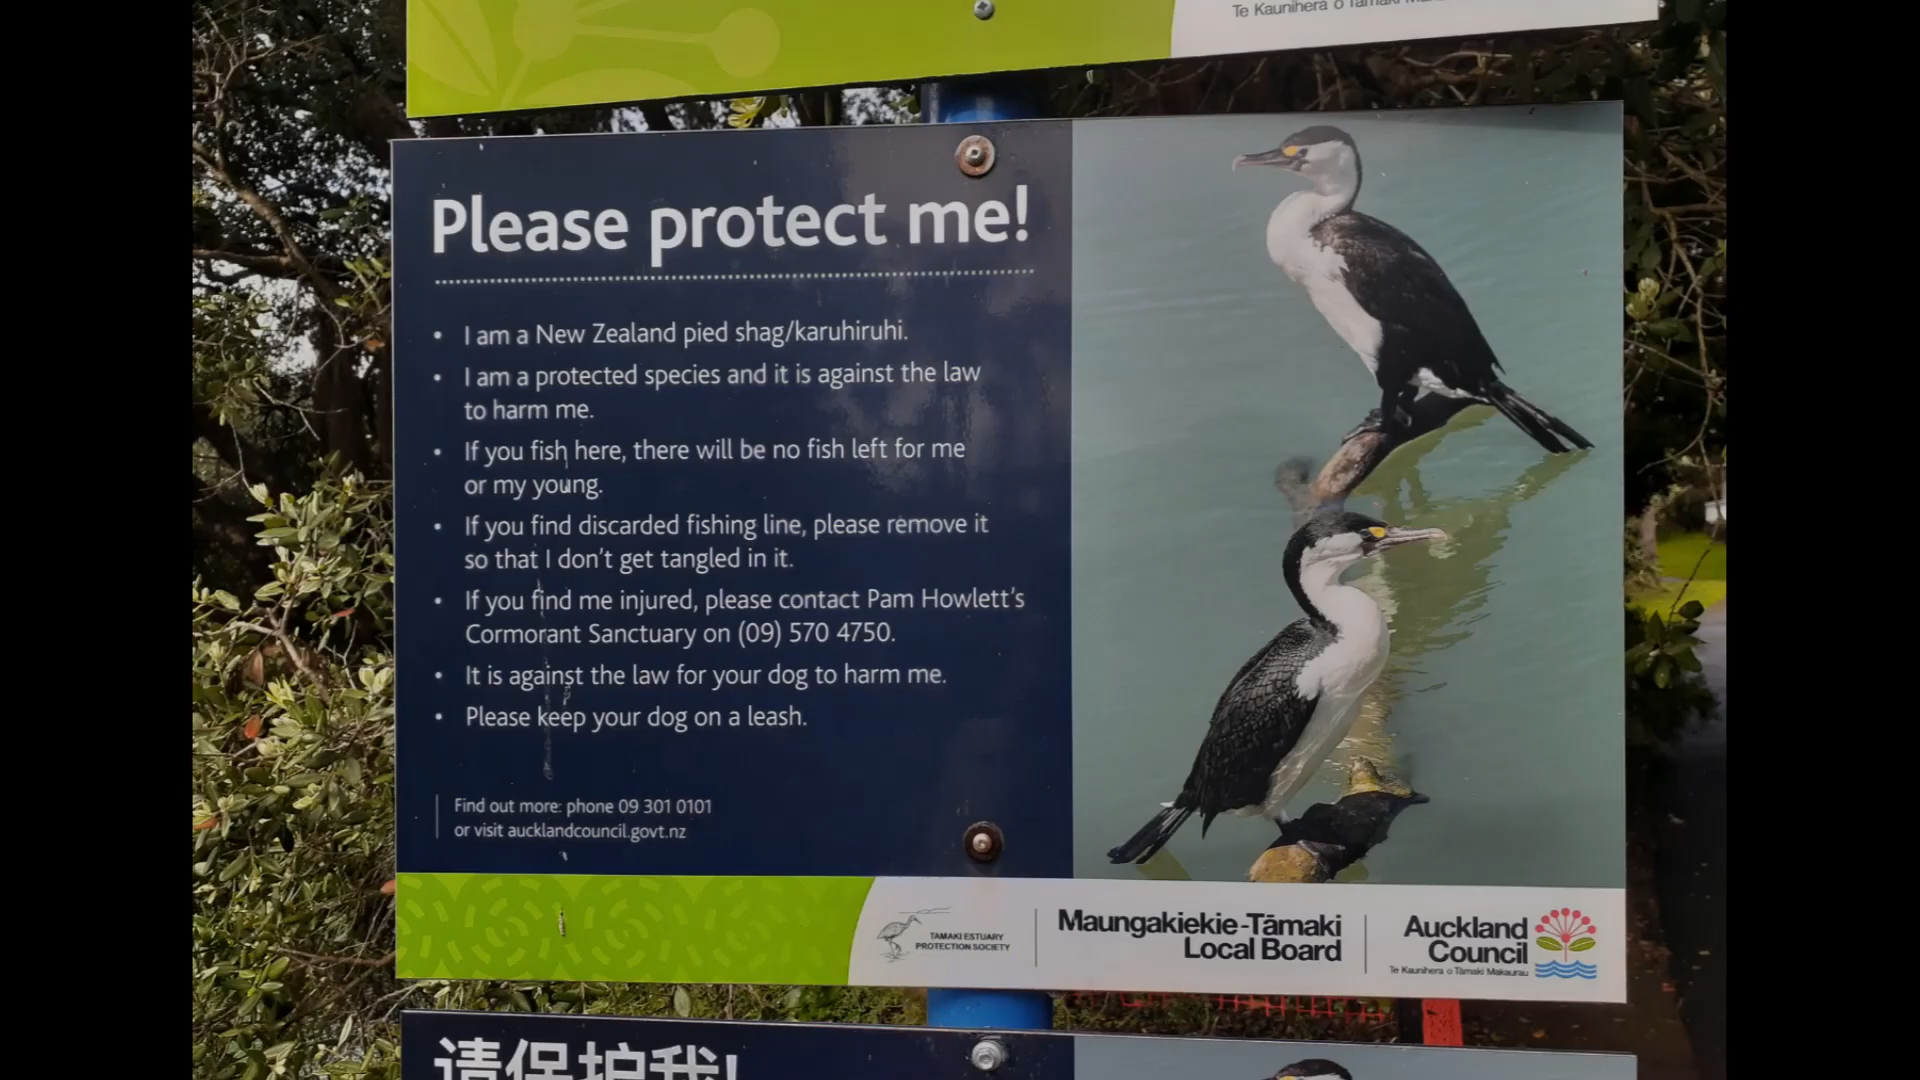 Te Kaunihera o Tāmaki
Please protect me!
• I am a New Zealand pied shag/karuhiruhi.
• I am a protected species and it is against the law
to harm me.
• If you fish here, there will be no fish left for me
or my young.
• If you find discarded fishing line, please remove it
so that I don't get tangled in it.
• If you find me injured, please contact Pam Howlett's
Cormorant Sanctuary on (09) 570 4750.
• It is against the law for your dog to harm me.
• Please keep your dog on a leash.
Find out more: phone 09 301 0101
or visit aucklandcouncil.govt.nz
TAMAKI ESTUARY
PROTECTION SOCIETY
Maungakiekie-Tāmaki
Local Board
Auckland
Council
Te Kaunihera o Tāmaki Makaurau
请保护我!